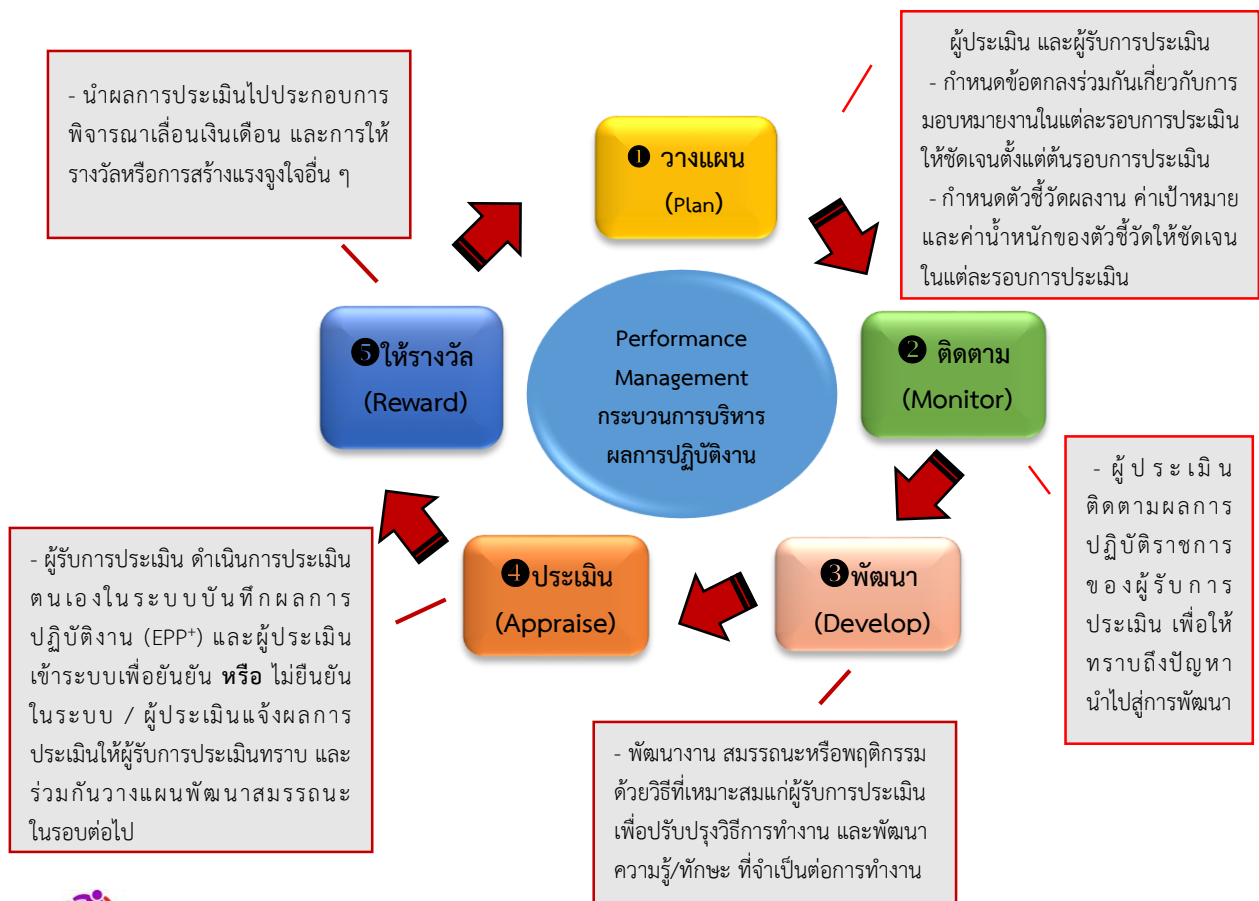 - นำผลการประเมินไปประกอบการ
พิจารณาเลื่อนเงินเดือน และการให้
รางวัลหรือการสร้างแรงจูงใจอื่น ๆ
❶ วางแผน
(Plan)
ผู้ประเมิน และผู้รับการประเมิน
- กำหนดข้อตกลงร่วมกันเกี่ยวกับการ
มอบหมายงานในแต่ละรอบการประเมิน
ให้ชัดเจนตั้งแต่ต้นรอบการประเมิน
- กำหนดตัวชี้วัดผลงาน ค่าเป้าหมาย
และค่าน้ำหนักของตัวชี้วัดให้ชัดเจน
ในแต่ละรอบการประเมิน
❺ให้รางวัล
(Reward)
Performance
Management
กระบวนการบริหาร
ผลการปฏิบัติงาน
❷ ติดตาม
(Monitor)
- ผู้ประเมิน
ติดตามผลการ
ปฏิบัติราชการ
ของผู้รับการ
ประเมิน เพื่อให้
ทราบถึงปัญหา
นำไปสู่การพัฒนา
❹ประเมิน
(Appraise)
❸พัฒนา
(Develop)
- ผู้รับการประเมิน ดำเนินการประเมิน
ตนเองในระบบบันทึกผลการ
ปฏิบัติงาน (EPP⁺) และผู้ประเมิน
เข้าระบบเพื่อยันยัน หรือ ไม่ยืนยัน
ในระบบ / ผู้ประเมินแจ้งผลการ
ประเมินให้ผู้รับการประเมินทราบ และ
ร่วมกันวางแผนพัฒนาสมรรถนะ
ในรอบต่อไป
- พัฒนางาน สมรรถนะหรือพฤติกรรม
ด้วยวิธีที่เหมาะสมแก่ผู้รับการประเมิน
เพื่อปรับปรุงวิธีการทำงาน และพัฒนา
ความรู้/ทักษะ ที่จำเป็นต่อการทำงาน